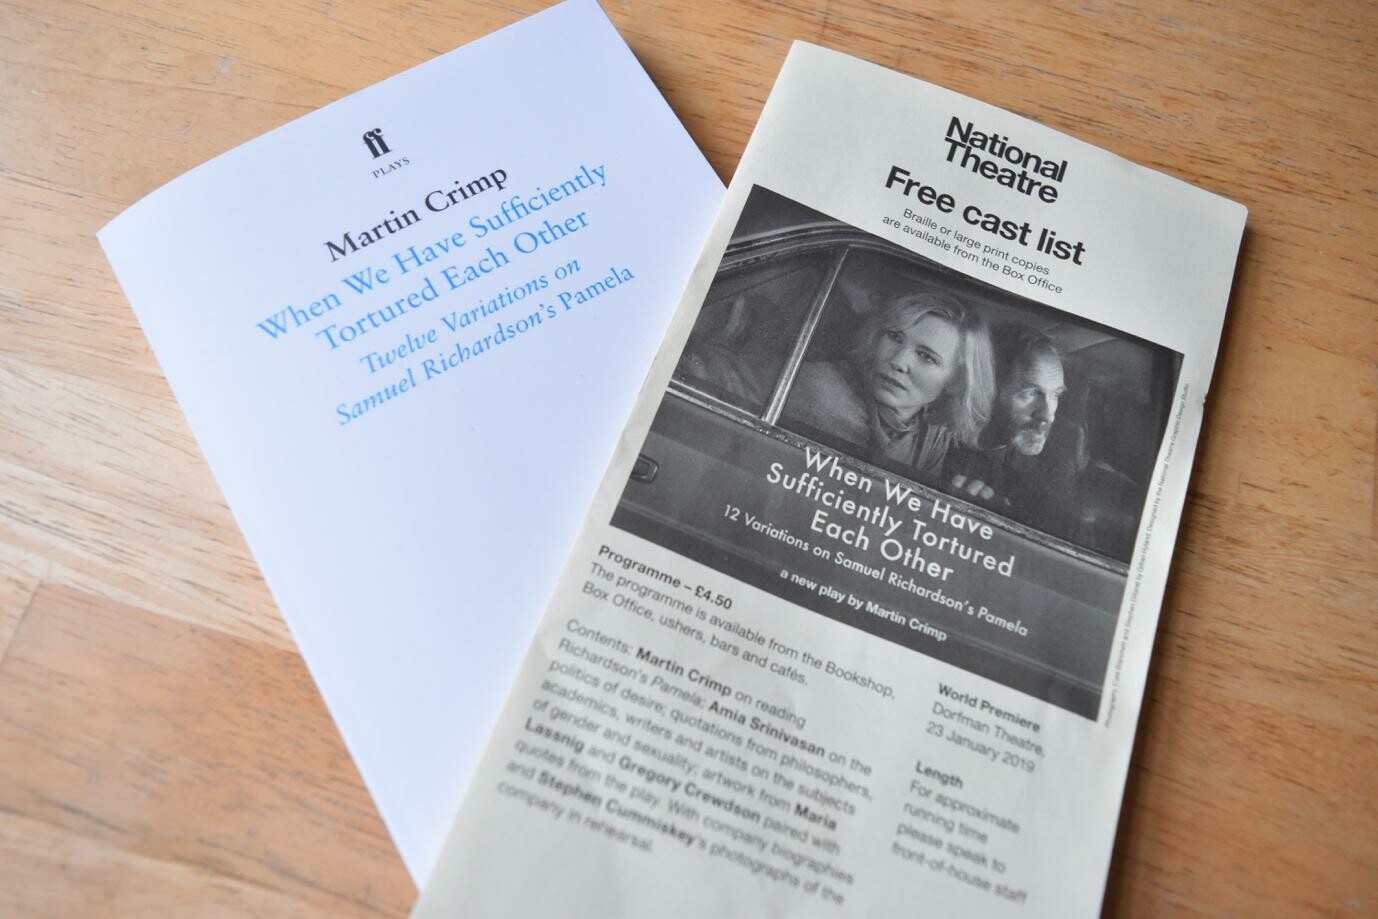 ff
PLAYS
Martin Crimp
When We Have Sufficiently
Tortured Each Other
Twelve Variations on
Samuel Richardson's Pamela
National
Theatre
Free cast list
Braille or large print copies
are available from the Box Office
When We Have
Sufficiently Tortured
Each Other
12 Variations on Samuel Richardson's Pamela
a new play by Martin Crimp
Programme – £4.50
The programme is available from the Bookshop,
Box Office, ushers, bars and cafés.
Contents: Martin Crimp on reading
Richardson's Pamela; Amia Srinivasan on the
politics of desire; quotations from philosophers,
academics, writers and artists on the subjects
of gender and sexuality; artwork from Maria
Lassnig and Gregory Crewdson paired with
quotes from the play. With company biographies
and Stephen Cummiskey's photographs of the
company in rehearsal.
World Premiere
Dorfman Theatre,
23 January 2019
Length
For approximate
running time
please speak to
front-of-house staff